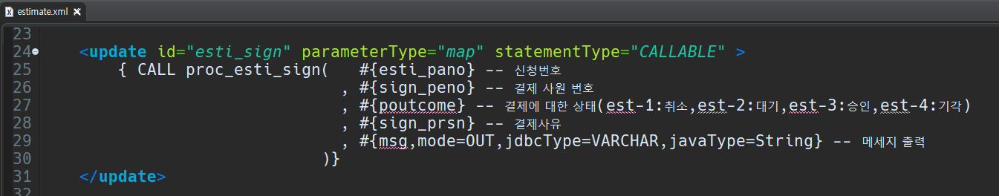 estimate.xml
23
24 <update id="esti_sign" parameterType="map" statementType="CALLABLE" >
25 { CALL proc_esti_sign( #{esti_pano} -- 신청번호
26 , #{sign_peno} -- 결제 사원 번호
27 , #{poutcome} -- 결제에 대한 상태(est-1:취소,est-2:대기,est-3:승인,est-4:기각)
28 , #{sign_prsn} -- 결제사유
29 , #{msg,mode=OUT,jdbcType=VARCHAR,javaType=String} -- 메세지 출력
30 )}
31 </update>
32